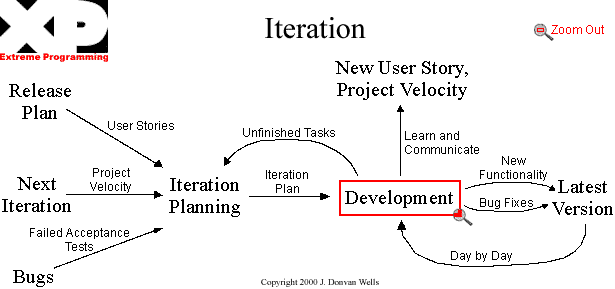 XP
Extreme Programming
Iteration
Zoom Out
New User Story,
Project Velocity
Release
Plan
User Stories
Unfinished Tasks
Learn and
Communicate
New
Functionality
Project
Velocity
Next
Iteration
Iteration
Planning
Iteration
Plan
Development
Bug Fixes
Latest
Version
Failed Acceptance
Tests
Day by Day
Bugs
Copyright 2000 J. Donvan Wells